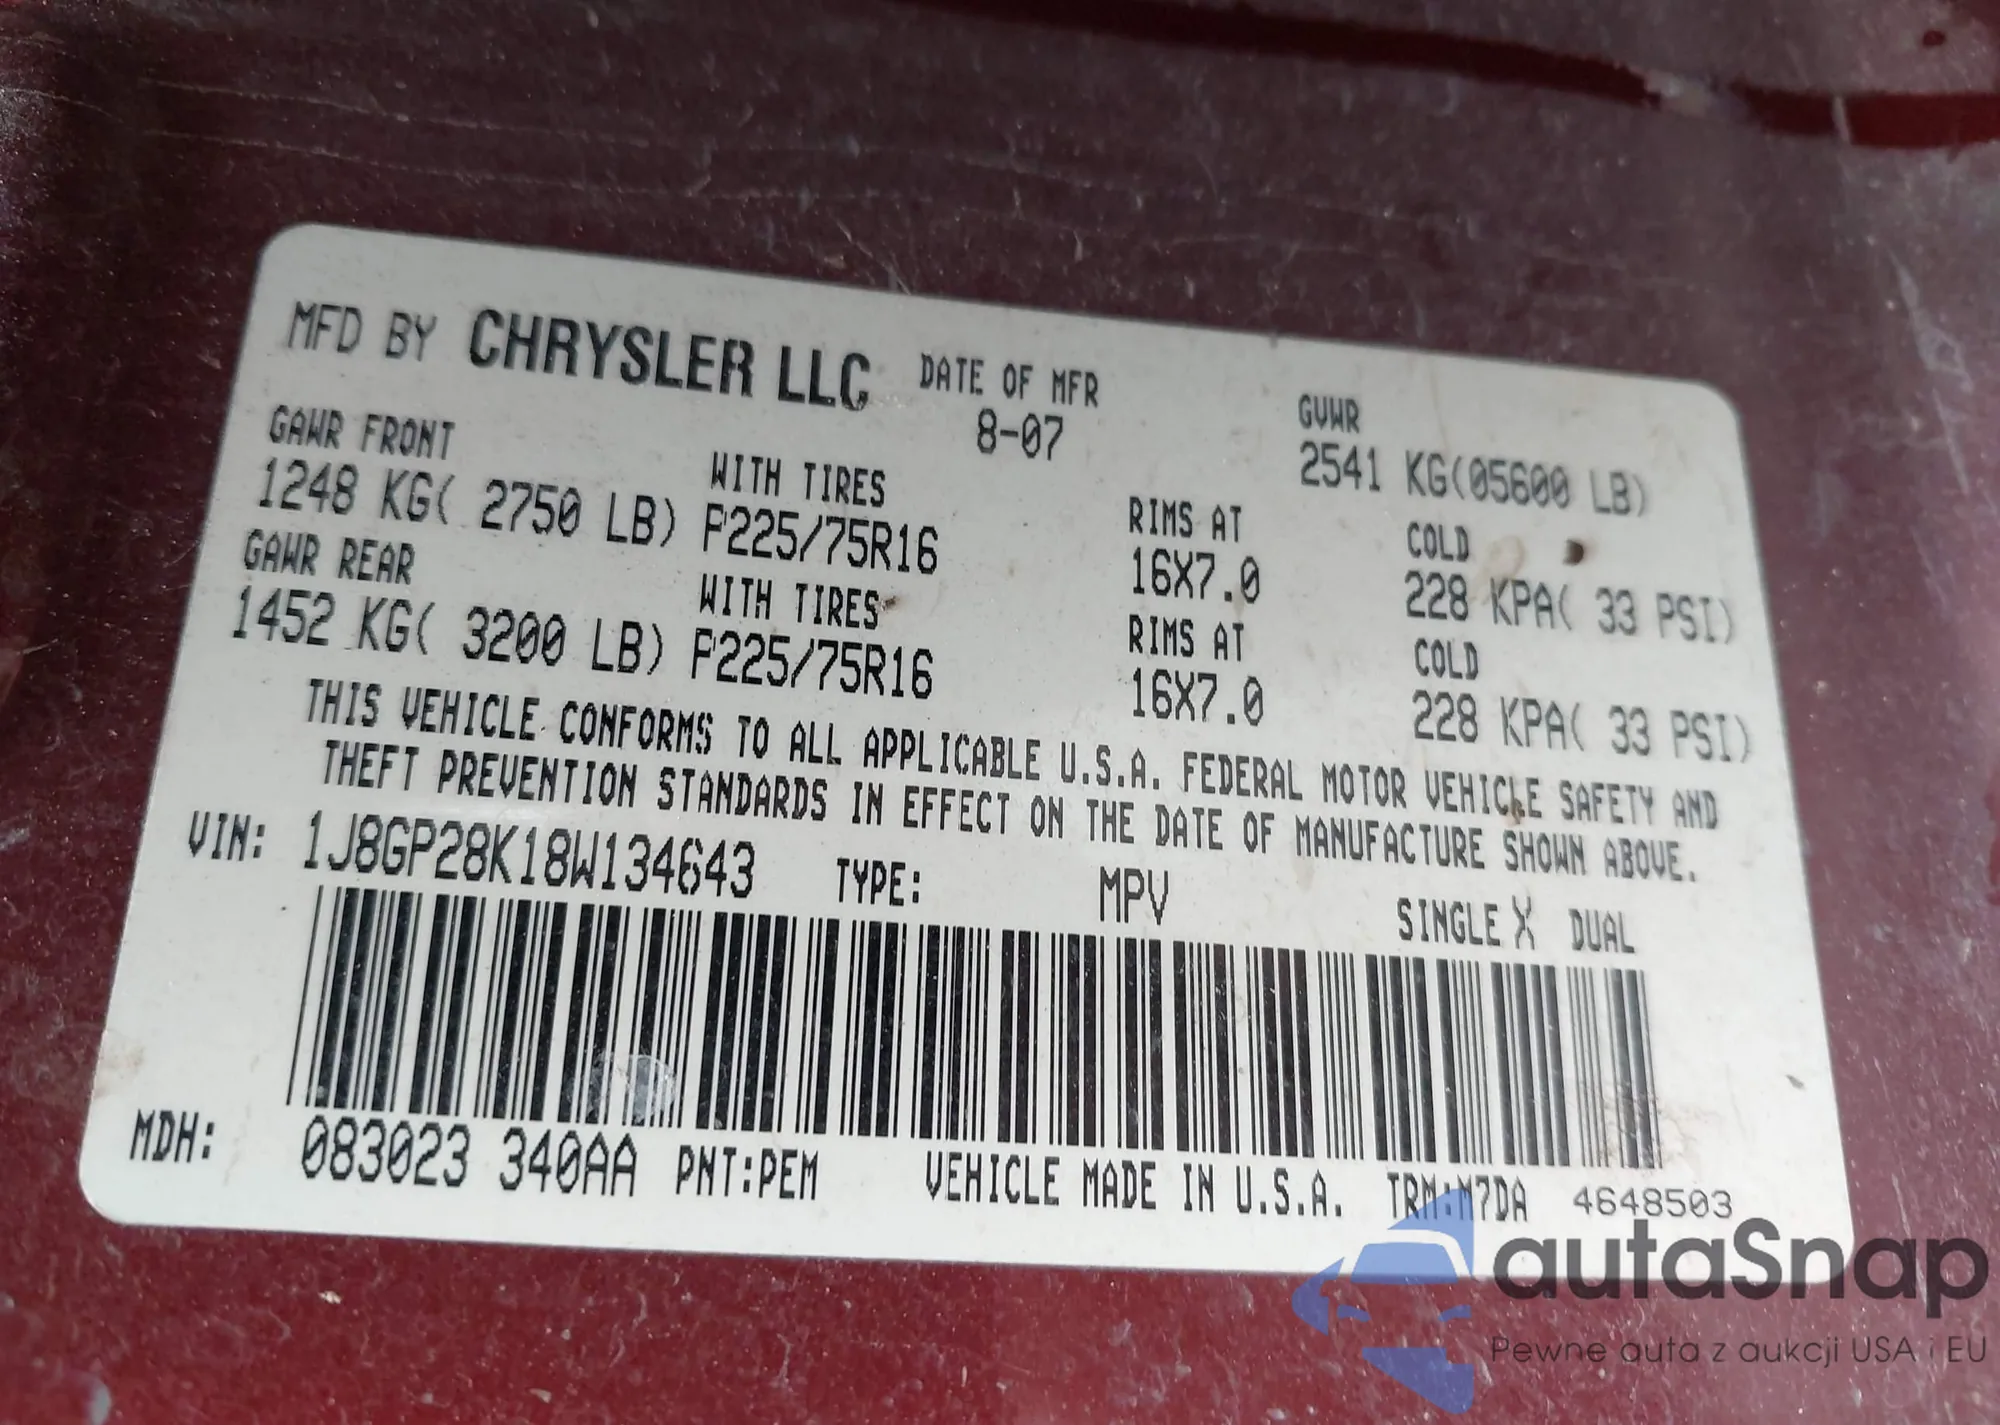 MFD BY CHRYSLER LLC DATE OF MFR GVWR
8-07 2541 KG(05600 LB)
GAWR FRONT WITH TIRES RIMS AT COLD
1248 KG( 2750 LB) P225/75R16 16X7.0 228 KPA( 33 PSI)
GAWR REAR WITH TIRES RIMS AT COLD
1452 KG( 3200 LB) P225/75R16 16X7.0 228 KPA( 33 PSI)
THIS VEHICLE CONFORMS TO ALL APPLICABLE U.S.A. FEDERAL MOTOR VEHICLE SAFETY AND
THEFT PREVENTION STANDARDS IN EFFECT ON THE DATE OF MANUFACTURE SHOWN ABOVE.
VIN: 1J8GP28K18W134643 TYPE: MPV SINGLE X DUAL
MDH: 083023 340AA PNT:PEM VEHICLE MADE IN U.S.A. TRM:M7DA 4648503
autaSnap
Pewne auta z aukcji USA i EU